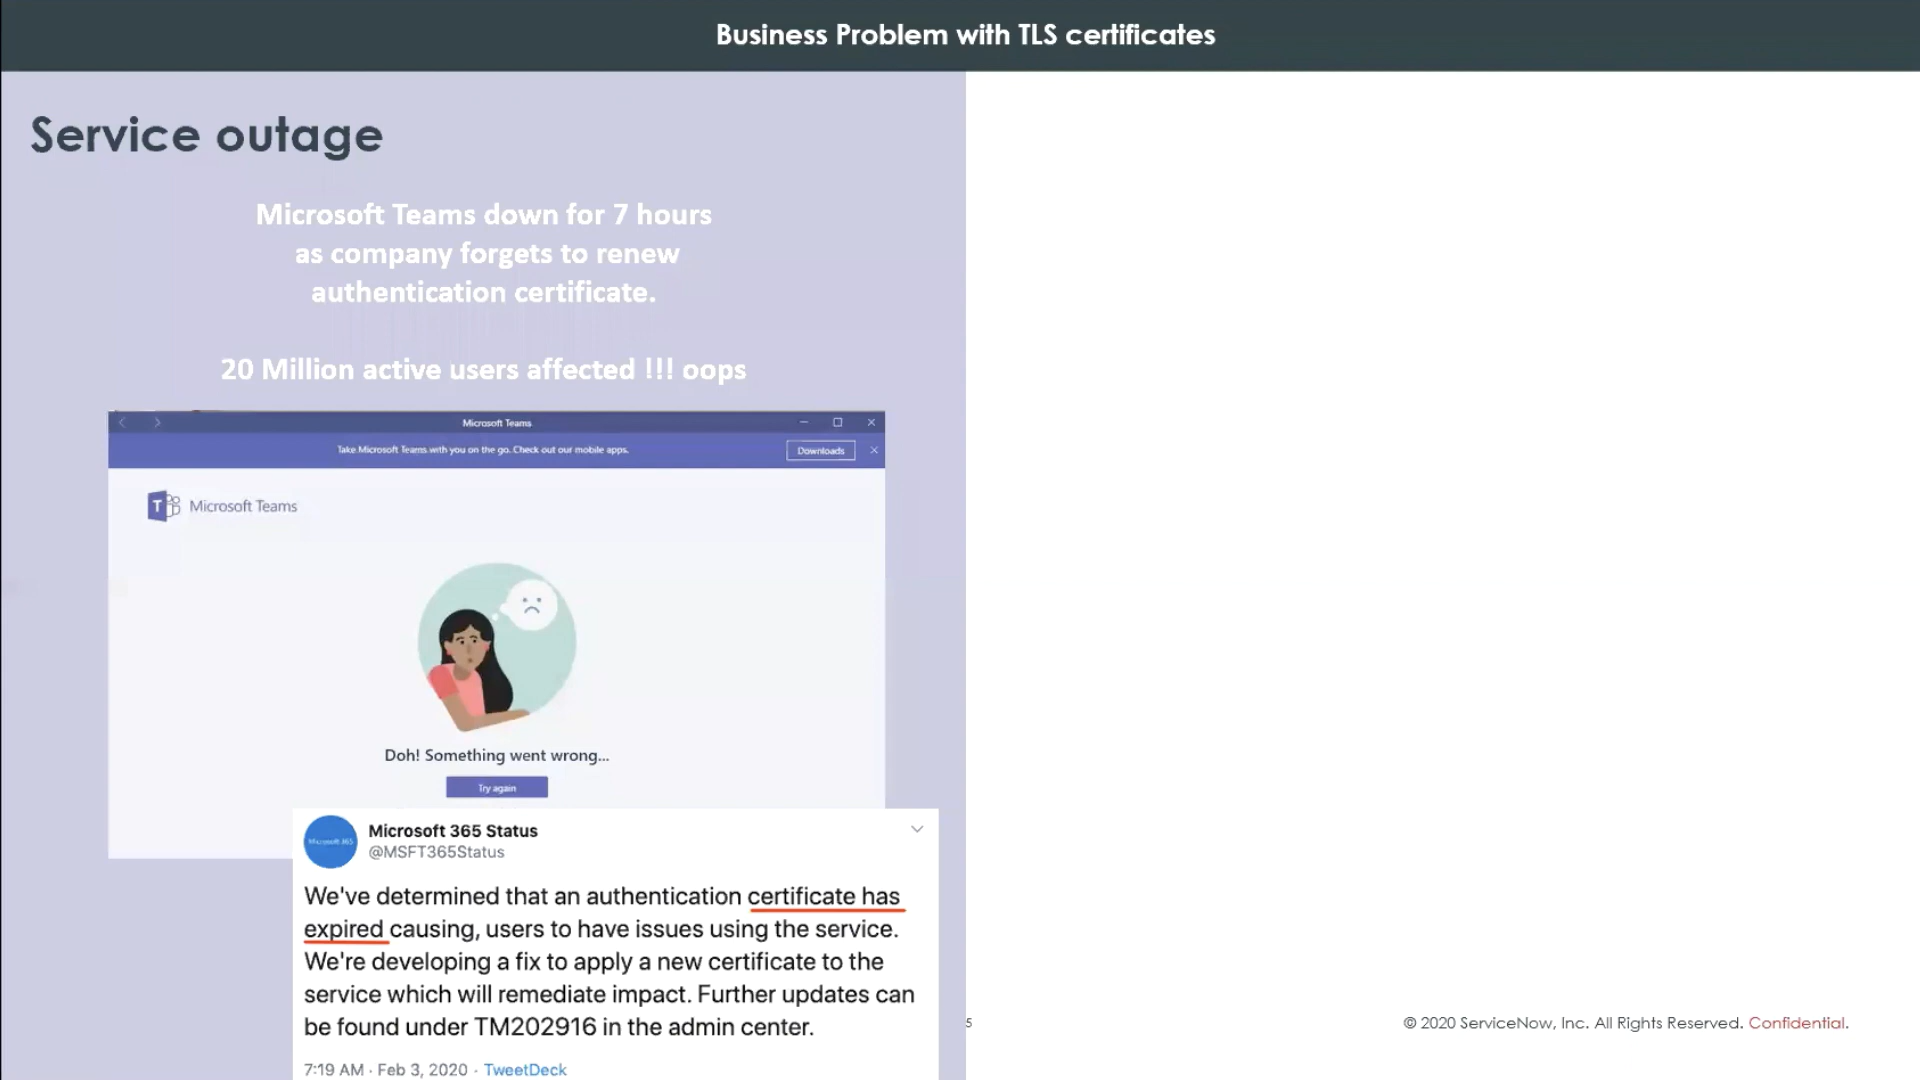 Business Problem with TLS certificates
Service outage
Microsoft Teams down for 7 hours
as company forgets to renew
authentication certificate.
20 Million active users affected !!! oops
Microsoft Teams
Take Microsoft Teams with you on the go. Check out our mobile apps.
Downloads
T
Microsoft Teams
Doh! Something went wrong...
Try again
Microsoft 365
Microsoft 365 Status
@MSFT365Status
We've determined that an authentication certificate has
expired causing, users to have issues using the service.
We're developing a fix to apply a new certificate to the
service which will remediate impact. Further updates can
be found under TM202916 in the admin center.
7:19 AM · Feb 3, 2020 · TweetDeck
5
© 2020 ServiceNow, Inc. All Rights Reserved. Confidential.